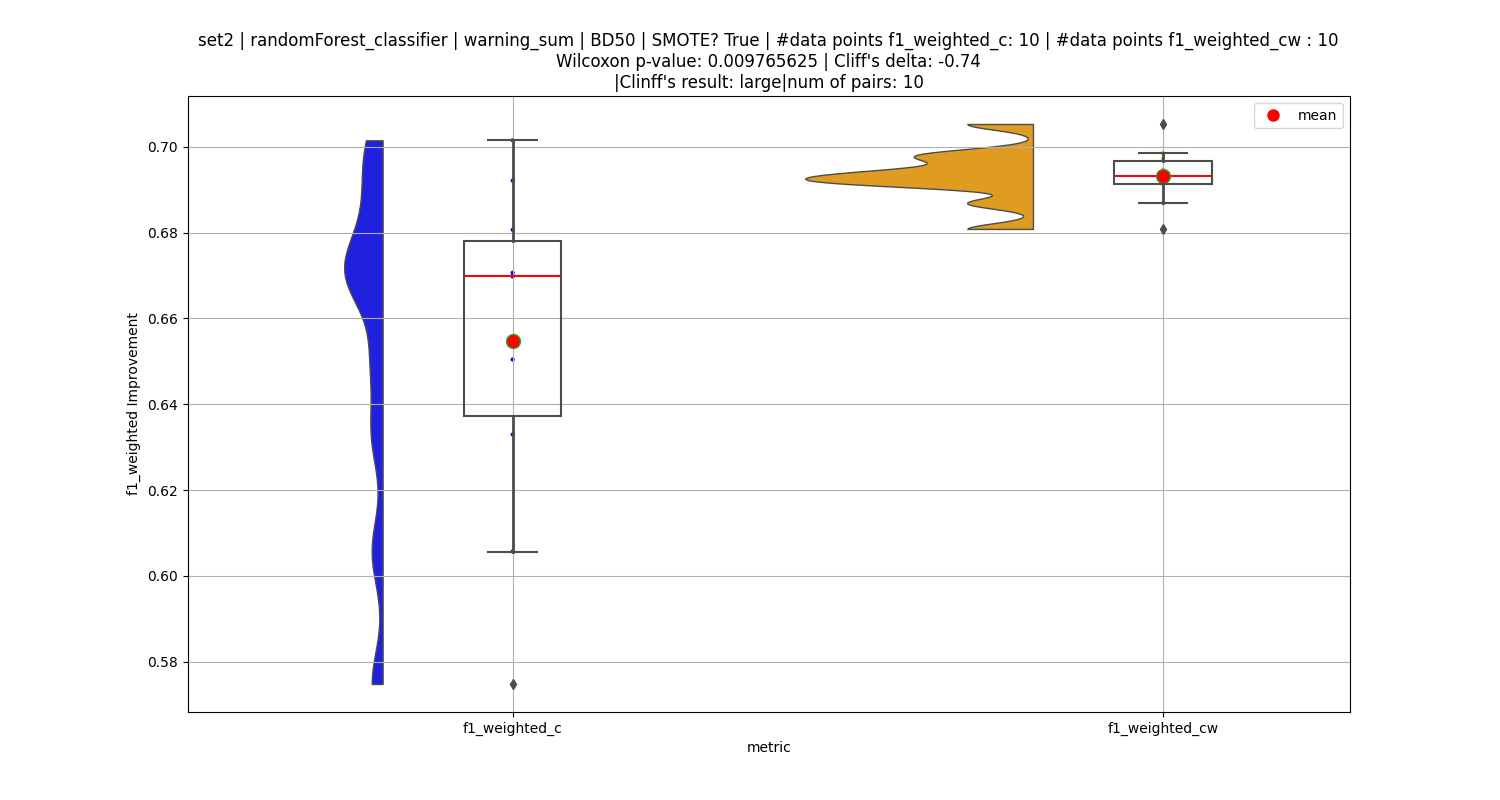 set2 | randomForest_classifier | warning_sum | BD50 | SMOTE? True | #data points f1_weighted_c: 10 | #data points f1_weighted_cw : 10
Wilcoxon p-value: 0.009765625 | Cliff's delta: -0.74
|Clinff's result: large|num of pairs: 10
mean
0.70
0.68
0.66
0.64
0.62
0.60
0.58
f1_weighted Improvement
f1_weighted_c
f1_weighted_cw
metric